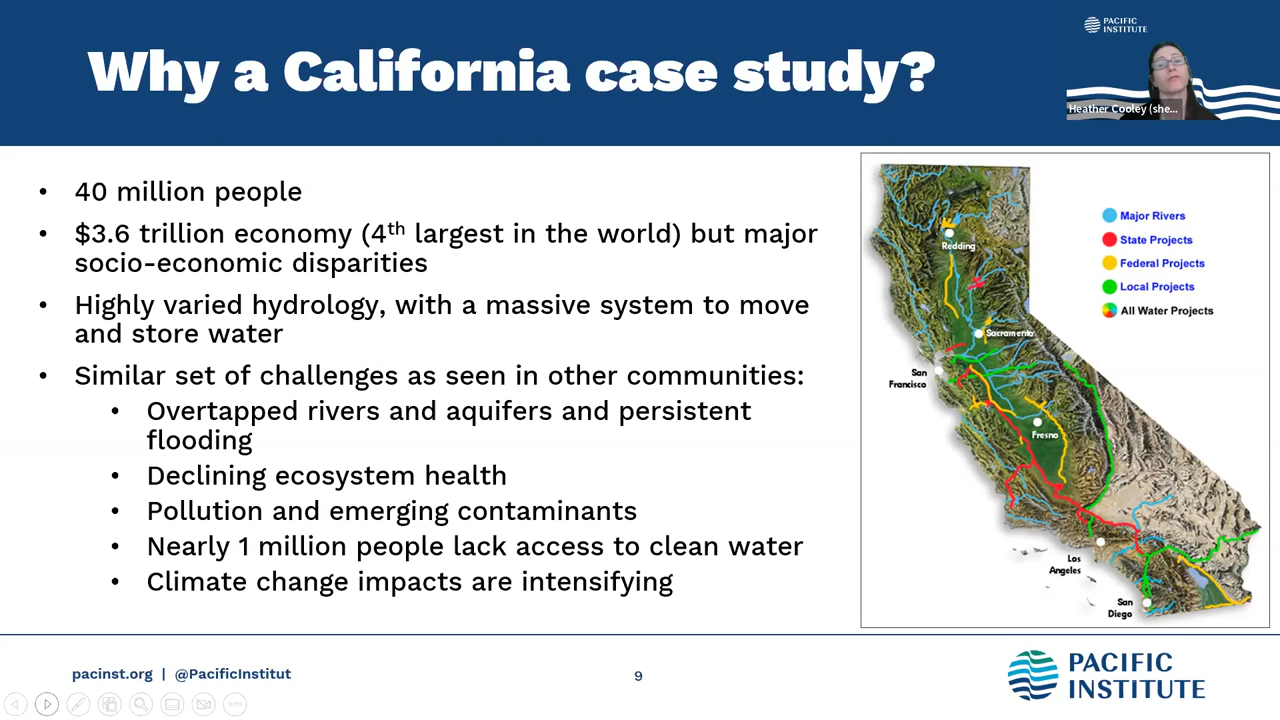 Why a California case study?
PACIFIC
INSTITUTE
Heather Cooley (she...
• 40 million people
• $3.6 trillion economy (4th largest in the world) but major
socio-economic disparities
• Highly varied hydrology, with a massive system to move
and store water
• Similar set of challenges as seen in other communities:
• Overtapped rivers and aquifers and persistent
flooding
• Declining ecosystem health
• Pollution and emerging contaminants
• Nearly 1 million people lack access to clean water
• Climate change impacts are intensifying
Major Rivers
State Projects
Federal Projects
Local Projects
All Water Projects
Redding
Sacramento
San
Francisco
Fresno
Los
Angeles
San
Diego
pacinst.org | @PacificInstitut
9
PACIFIC
INSTITUTE